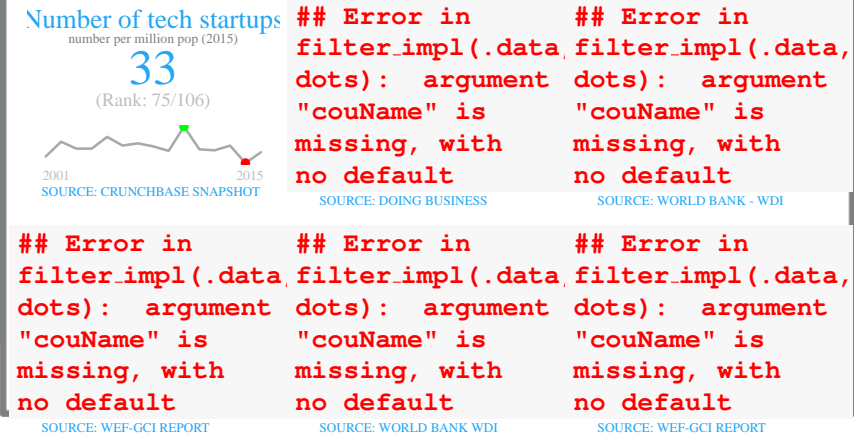 Number of tech startups
number per million pop (2015)
33
(Rank: 75/106)
2001 2015
SOURCE: CRUNCHBASE SNAPSHOT
## Error in
filter_impl(.data,
dots): argument
"couName" is
missing, with
no default
SOURCE: DOING BUSINESS
## Error in
filter_impl(.data,
dots): argument
"couName" is
missing, with
no default
SOURCE: WORLD BANK - WDI
## Error in
filter_impl(.data,
dots): argument
"couName" is
missing, with
no default
SOURCE: WEF-GCI REPORT
## Error in
filter_impl(.data,
dots): argument
"couName" is
missing, with
no default
SOURCE: WORLD BANK WDI
## Error in
filter_impl(.data,
dots): argument
"couName" is
missing, with
no default
SOURCE: WEF-GCI REPORT